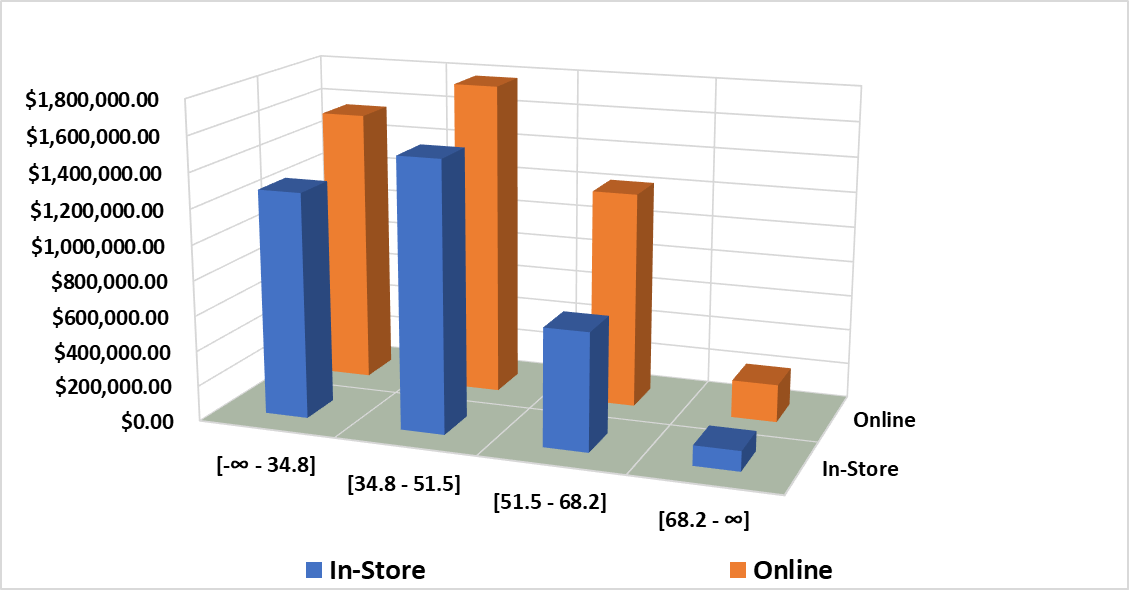 $1,800,000.00
$1,600,000.00
$1,400,000.00
$1,200,000.00
$1,000,000.00
$800,000.00
$600,000.00
$400,000.00
$200,000.00
$0.00
[-∞ - 34.8]
[34.8 - 51.5]
[51.5 - 68.2]
[68.2 - ∞]
Online
In-Store
In-Store
Online